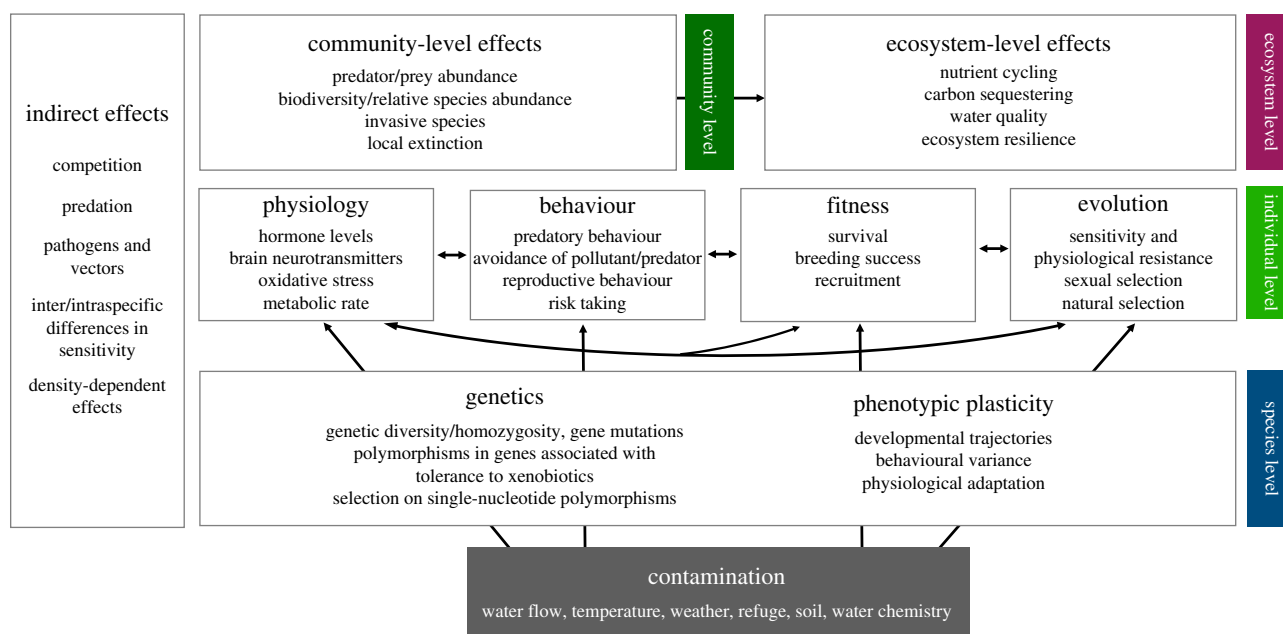 indirect effects
competition
predation
pathogens and
vectors
inter/intraspecific
differences in
sensitivity
density-dependent
effects
community-level effects
predator/prey abundance
biodiversity/relative species abundance
invasive species
local extinction
community level
ecosystem-level effects
nutrient cycling
carbon sequestering
water quality
ecosystem resilience
ecosystem level
physiology
hormone levels
brain neurotransmitters
oxidative stress
metabolic rate
behaviour
predatory behaviour
avoidance of pollutant/predator
reproductive behaviour
risk taking
fitness
survival
breeding success
recruitment
evolution
sensitivity and
physiological resistance
sexual selection
natural selection
individual level
genetics
genetic diversity/homozygosity, gene mutations
polymorphisms in genes associated with
tolerance to xenobiotics
selection on single-nucleotide polymorphisms
phenotypic plasticity
developmental trajectories
behavioural variance
physiological adaptation
species level
contamination
water flow, temperature, weather, refuge, soil, water chemistry